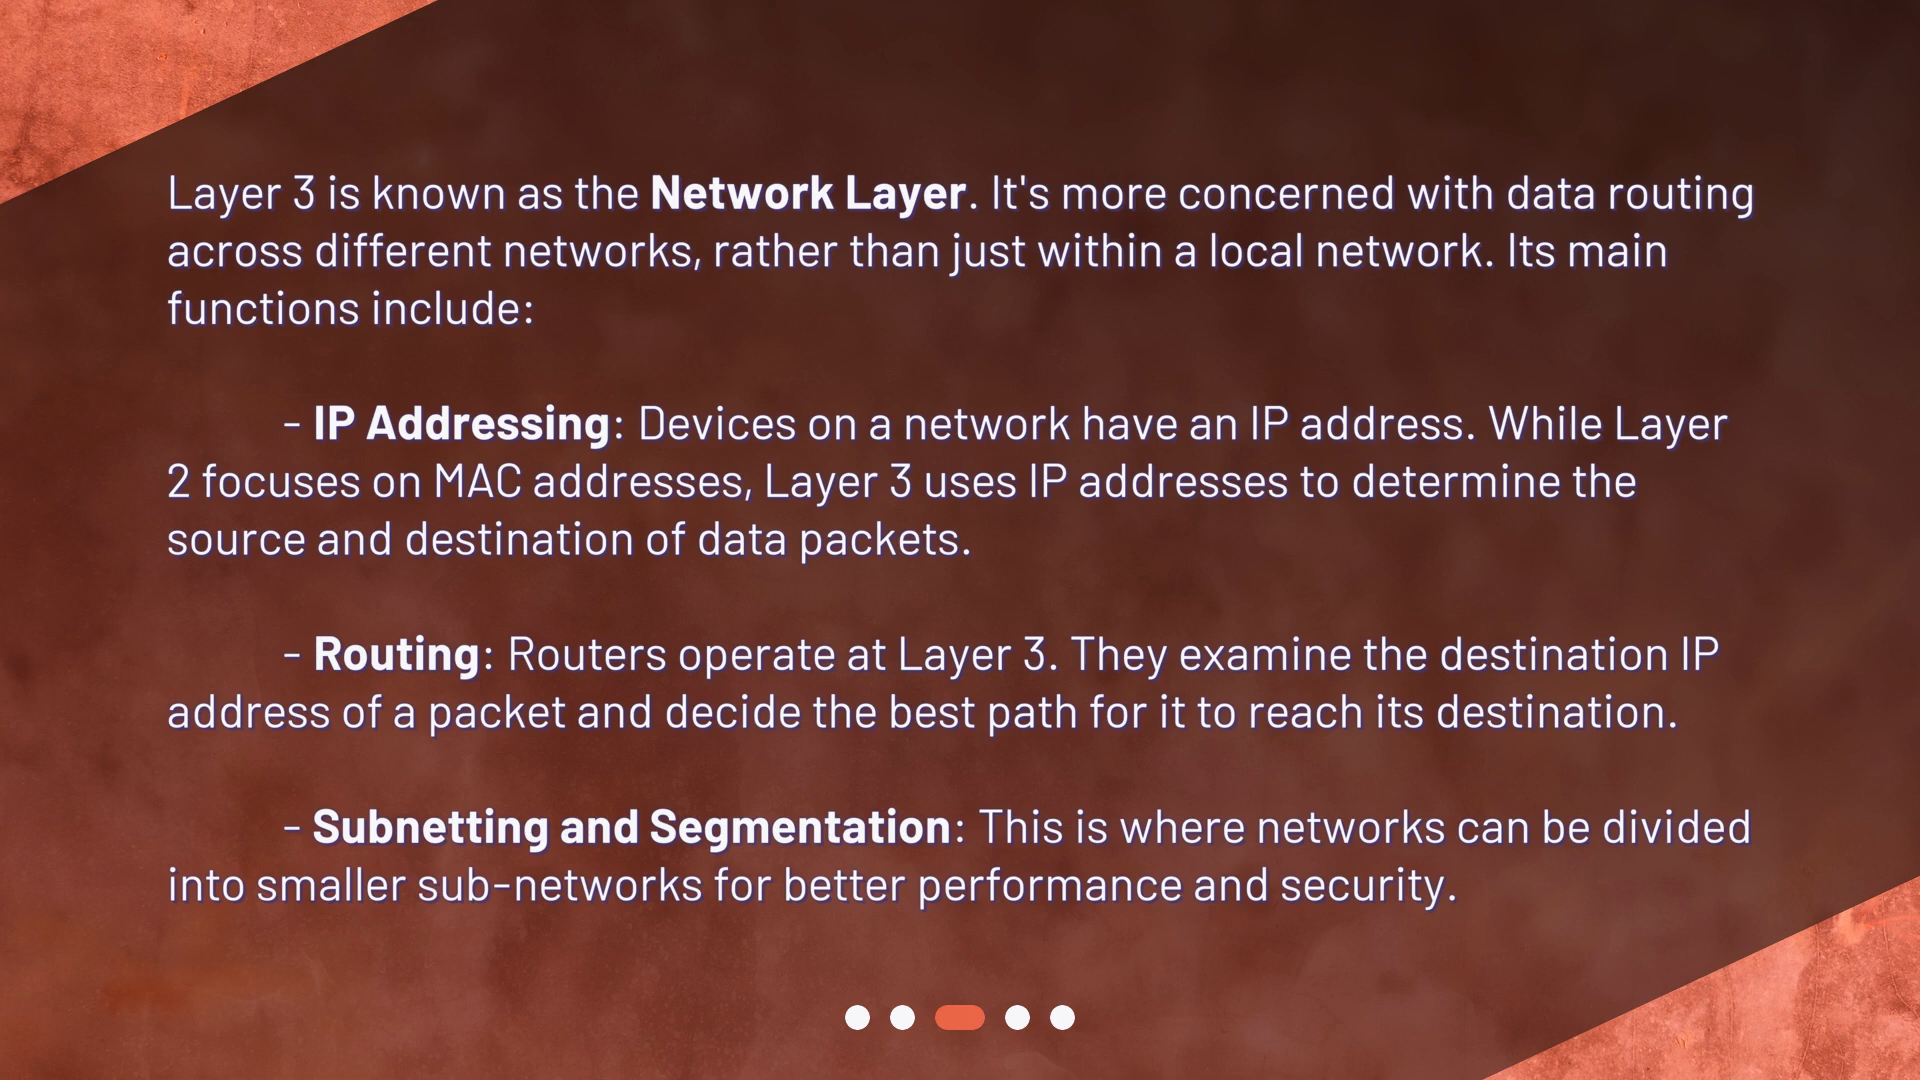 Layer 3 is known as the Network Layer. It's more concerned with data routing
across different networks, rather than just within a local network. Its main
functions include:
- IP Addressing: Devices on a network have an IP address. While Layer
2 focuses on MAC addresses, Layer 3 uses IP addresses to determine the
source and destination of data packets.
- Routing: Routers operate at Layer 3. They examine the destination IP
address of a packet and decide the best path for it to reach its destination.
- Subnetting and Segmentation: This is where networks can be divided
into smaller sub-networks for better performance and security.